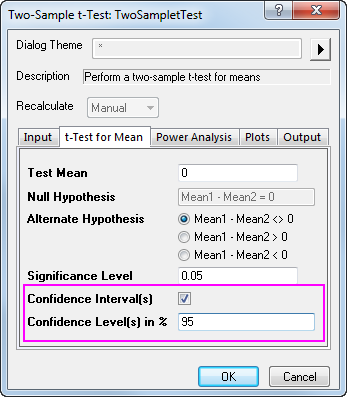 Two-Sample t-Test: TwoSampletTest
Dialog Theme *
Description Perform a two-sample t-test for means
Recalculate Manual
Input t-Test for Mean Power Analysis Plots Output
Test Mean 0
Null Hypothesis Mean1 - Mean2 = 0
Alternate Hypothesis Mean1 - Mean2 <> 0
Mean1 - Mean2 > 0
Mean1 - Mean2 < 0
Significance Level 0.05
Confidence Interval(s)
Confidence Level(s) in % 95
OK Cancel